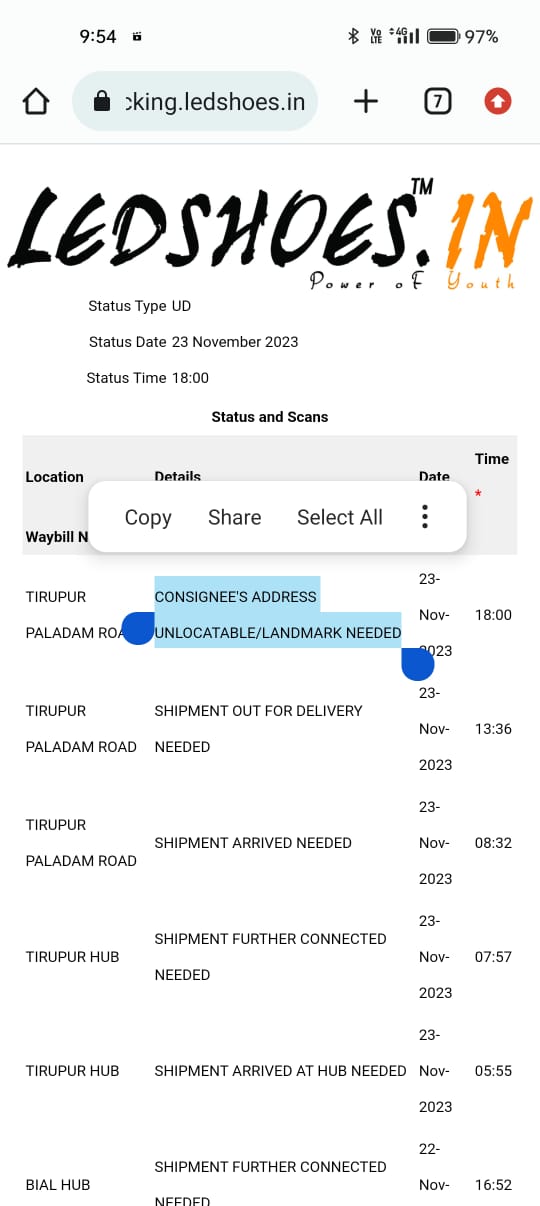 9:54
Vo LTE 4G 97%
cking.ledshoes.in
7
LEDSHOES.IN TM
Power of Youth
Status Type UD
Status Date 23 November 2023
Status Time 18:00
Status and Scans
Location Details Date Time *
Copy Share Select All
Waybill N
TIRUPUR CONSIGNEE'S ADDRESS 23-
PALADAM ROA UNLOCATABLE/LANDMARK NEEDED Nov- 18:00
2023
TIRUPUR SHIPMENT OUT FOR DELIVERY 23-
PALADAM ROAD NEEDED Nov- 13:36
2023
TIRUPUR 23-
PALADAM ROAD SHIPMENT ARRIVED NEEDED Nov- 08:32
2023
SHIPMENT FURTHER CONNECTED 23-
TIRUPUR HUB NEEDED Nov- 07:57
2023
23-
TIRUPUR HUB SHIPMENT ARRIVED AT HUB NEEDED Nov- 05:55
2023
SHIPMENT FURTHER CONNECTED 22-
BIAL HUB NEEDED Nov- 16:52